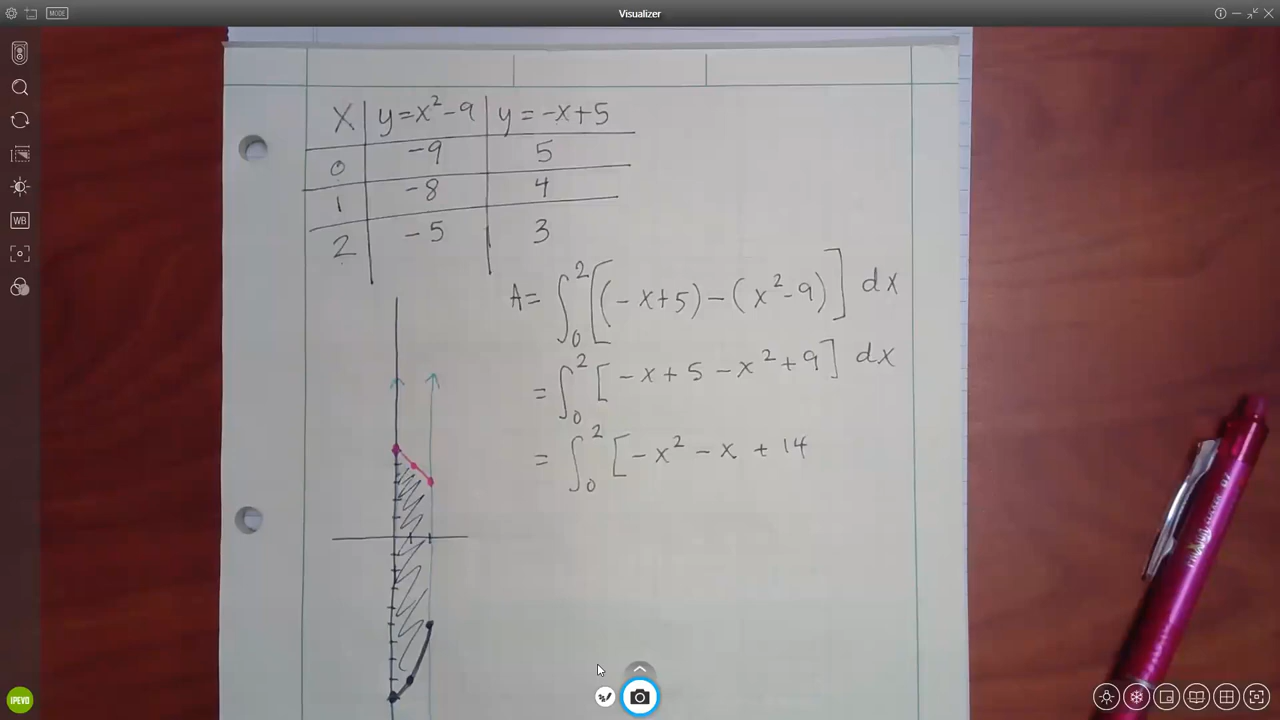 MODE
Visualizer
WB
X | y=x²-9 | y=-x+5
0 | -9 | 5
1 | -8 | 4
2 | -5 | 3
A= ∫₀² [(-x+5)-(x²-9)] dx
= ∫₀² [-x+5-x²+9] dx
= ∫₀² [-x²-x+14
IPEVO